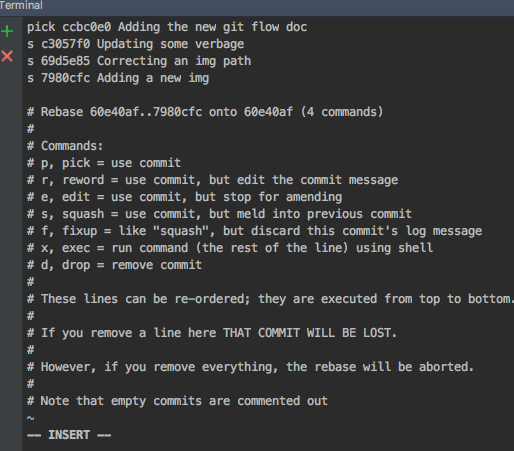 Terminal
pick ccbc0e0 Adding the new git flow doc
s c3057f0 Updating some verbage
s 69d5e85 Correcting an img path
s 7980cfc Adding a new img
# Rebase 60e40af..7980cfc onto 60e40af (4 commands)
#
# Commands:
# p, pick = use commit
# r, reword = use commit, but edit the commit message
# e, edit = use commit, but stop for amending
# s, squash = use commit, but meld into previous commit
# f, fixup = like "squash", but discard this commit's log message
# x, exec = run command (the rest of the line) using shell
# d, drop = remove commit
#
# These lines can be re-ordered; they are executed from top to bottom.
#
# If you remove a line here THAT COMMIT WILL BE LOST.
#
# However, if you remove everything, the rebase will be aborted.
#
# Note that empty commits are commented out
~
-- INSERT --